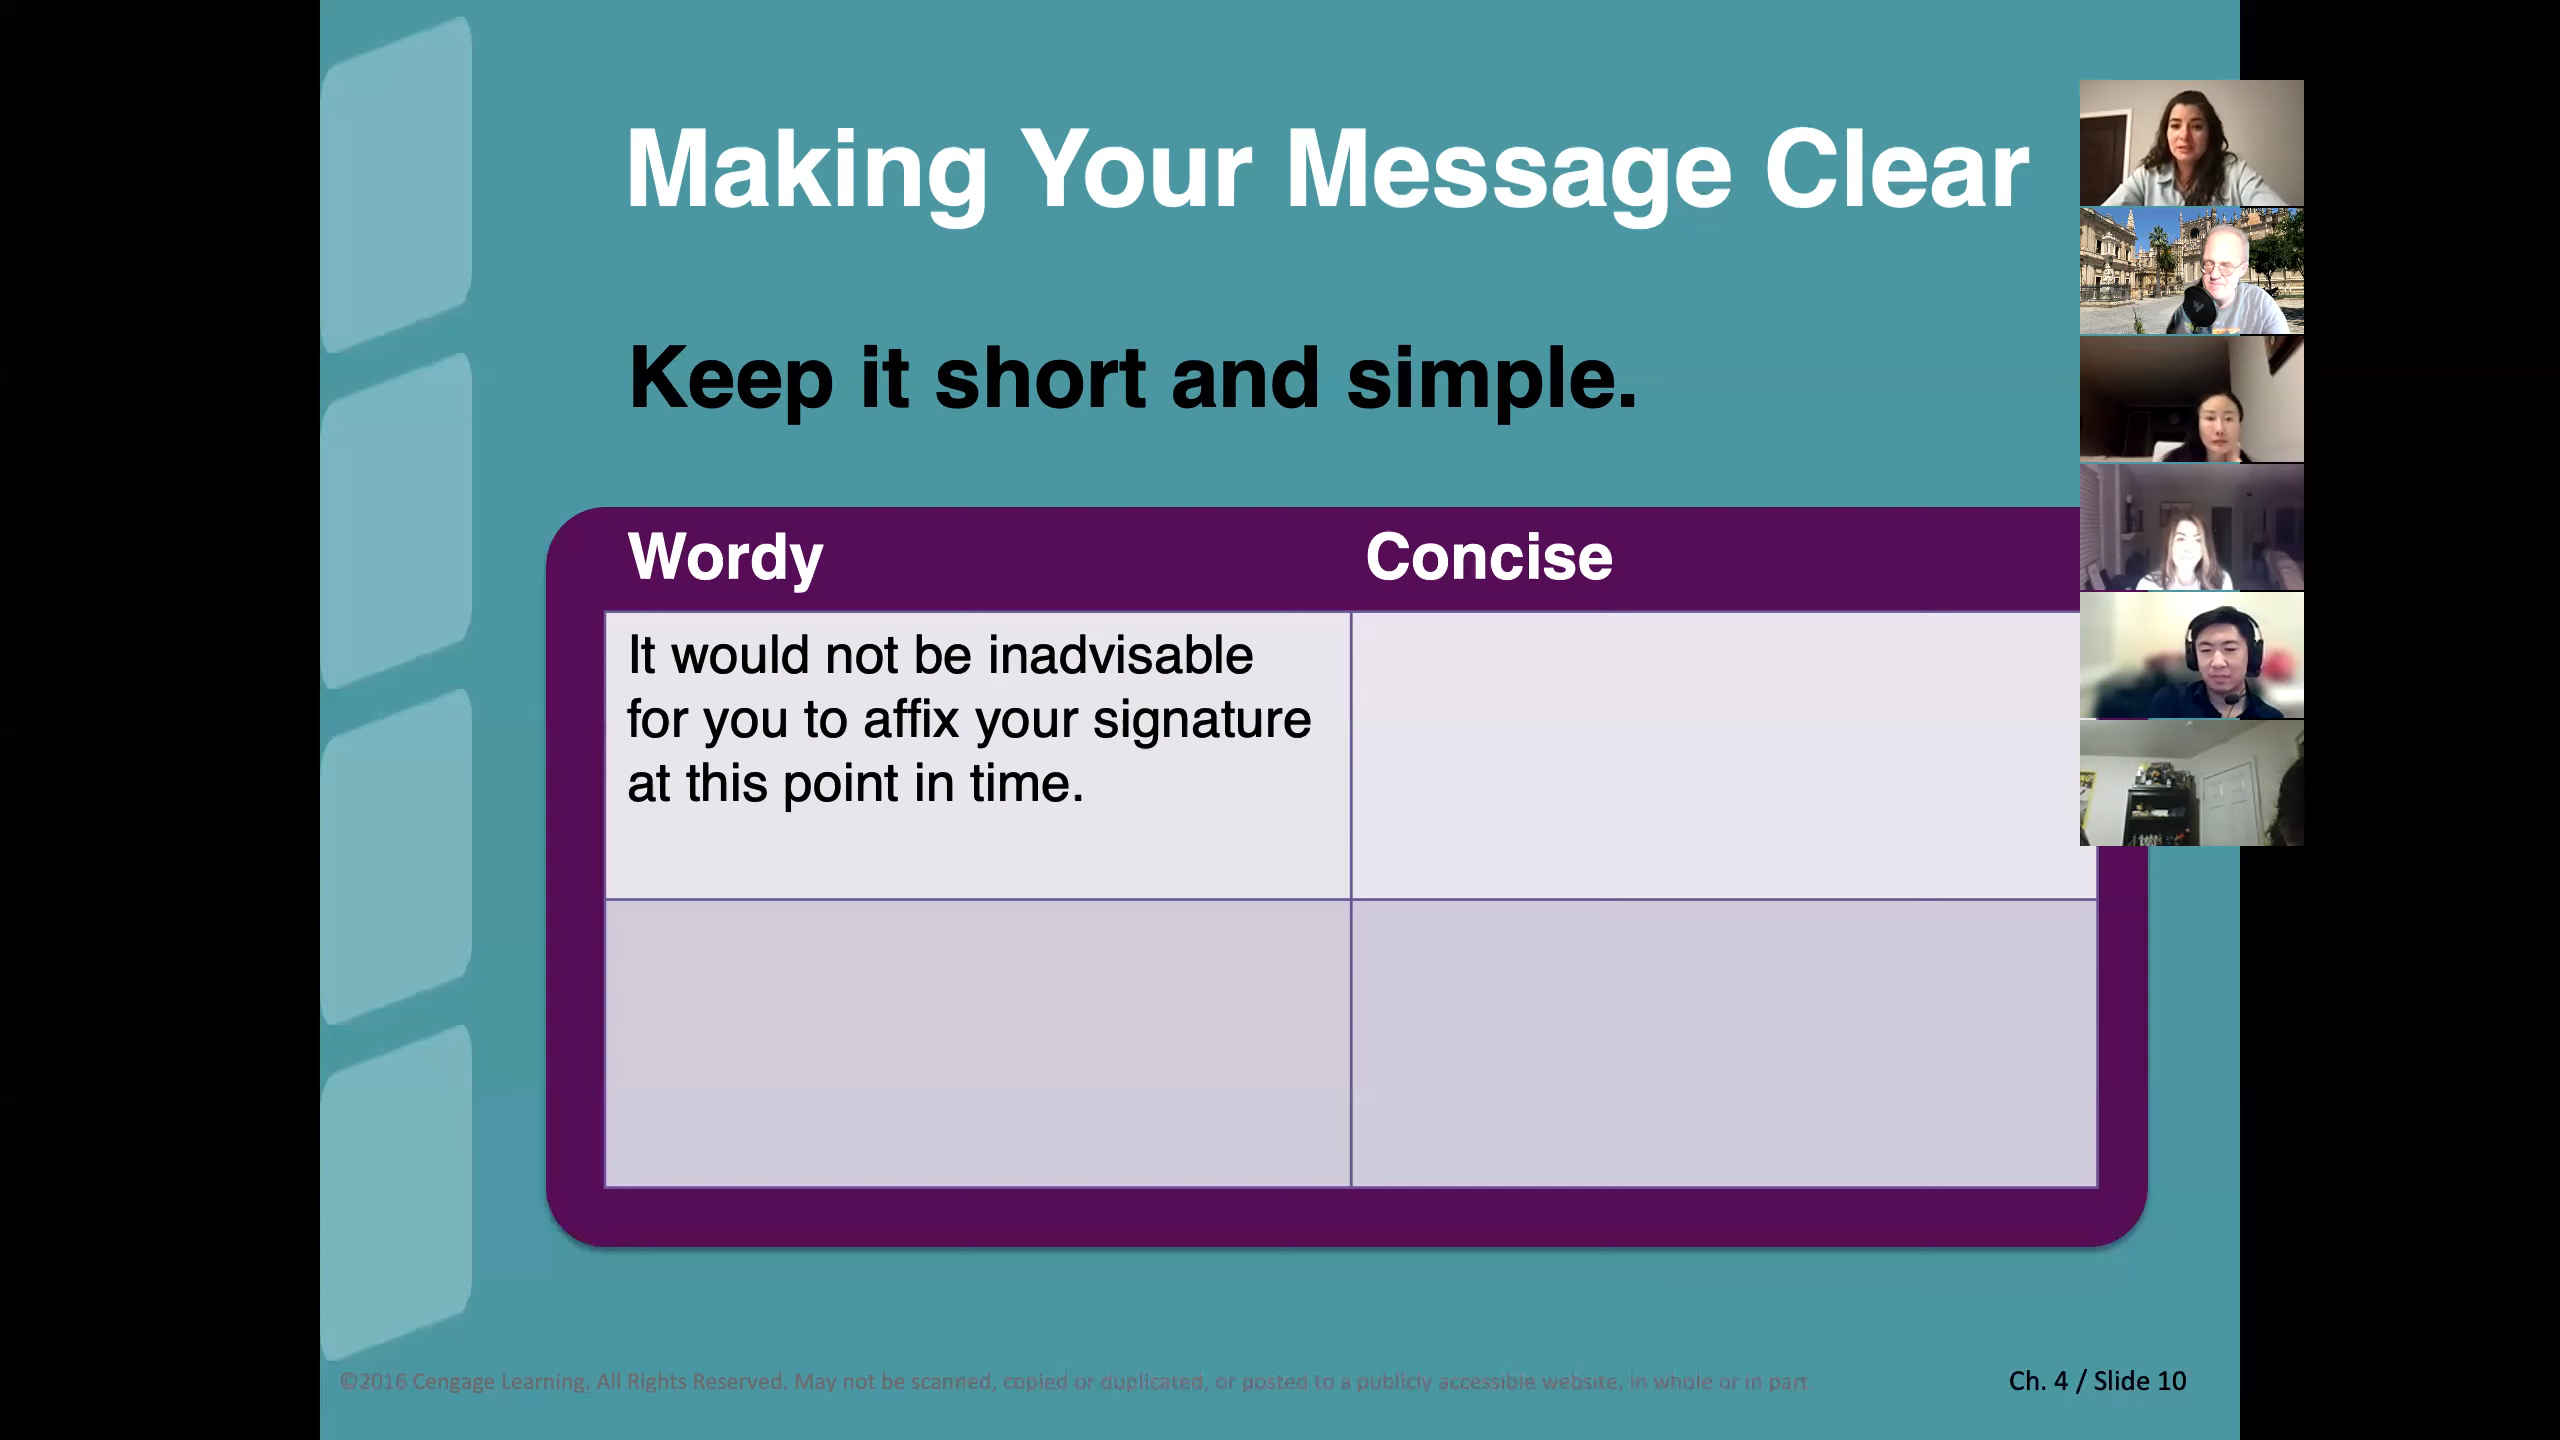 Making Your Message Clear
Keep it short and simple.
Wordy
Concise
It would not be inadvisable
for you to affix your signature
at this point in time.
©2016 Cengage Learning. All Rights Reserved. May not be scanned, copied or duplicated, or posted to a publicly accessible website, in whole or in part.
Ch. 4 / Slide 10